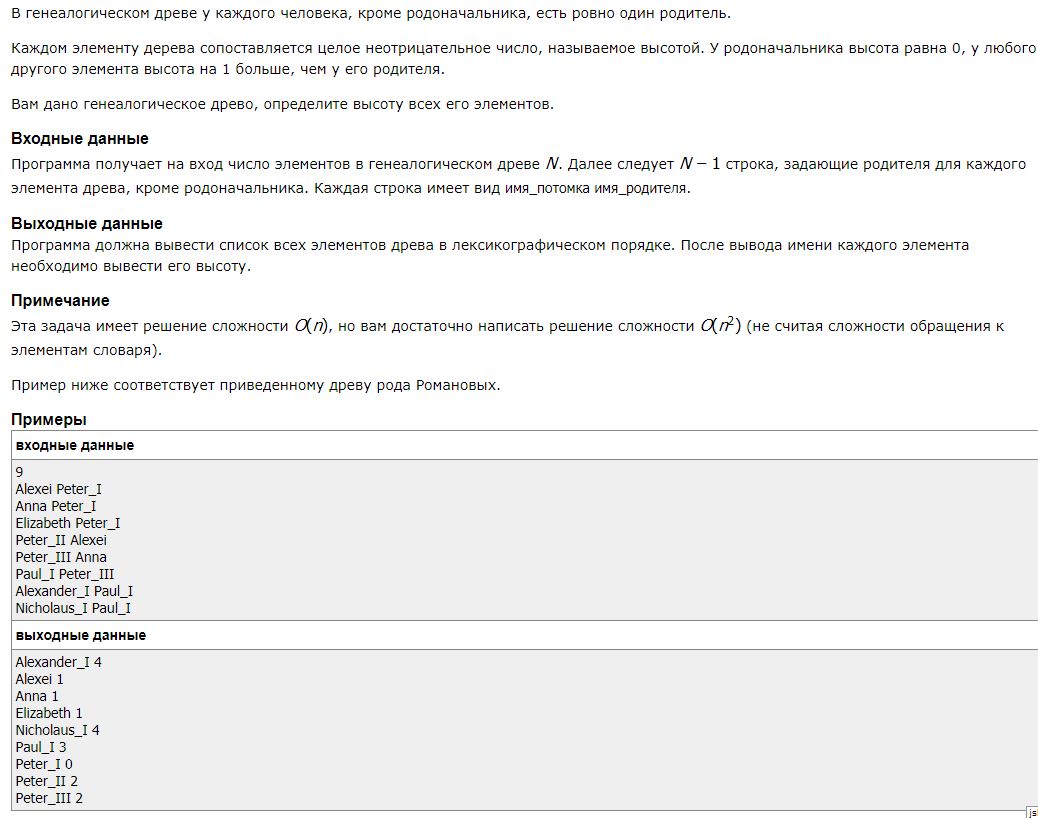 В генеалогическом древе у каждого человека, кроме родоначальника, есть ровно один родитель.
Каждом элементу дерева сопоставляется целое неотрицательное число, называемое высотой. У родоначальника высота равна 0, у любого
другого элемента высота на 1 больше, чем у его родителя.
Вам дано генеалогическое древо, определите высоту всех его элементов.
Входные данные
Программа получает на вход число элементов в генеалогическом древе N. Далее следует N − 1 строка, задающие родителя для каждого
элемента древа, кроме родоначальника. Каждая строка имеет вид имя_потомка имя_родителя.
Выходные данные
Программа должна вывести список всех элементов древа в лексикографическом порядке. После вывода имени каждого элемента
необходимо вывести его высоту.
Примечание
Эта задача имеет решение сложности O(n), но вам достаточно написать решение сложности O(n²) (не считая сложности обращения к
элементам словаря).
Пример ниже соответствует приведенному древу рода Романовых.
Примеры
входные данные
9
Alexei Peter_I
Anna Peter_I
Elizabeth Peter_I
Peter_II Alexei
Peter_III Anna
Paul_I Peter_III
Alexander_I Paul_I
Nicholaus_I Paul_I
выходные данные
Alexander_I 4
Alexei 1
Anna 1
Elizabeth 1
Nicholaus_I 4
Paul_I 3
Peter_I 0
Peter_II 2
Peter_III 2